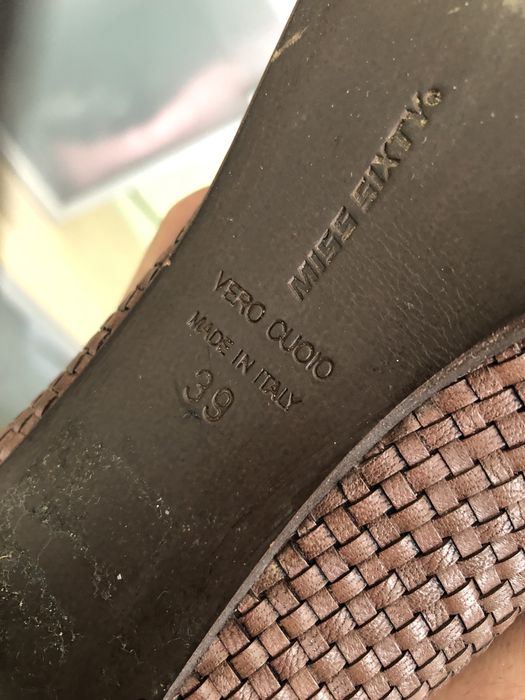 MISS SIXTY
VERO CUOIO
MADE IN ITALY
39